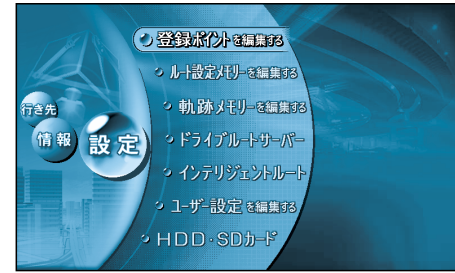 登録ポイントを編集する
ルート設定メモリーを編集する
行き先
軌跡メモリーを編集する
情報
設定
ドライブルートサーバー
インテリジェントルート
ユーザー設定を編集する
HDD・SDカード